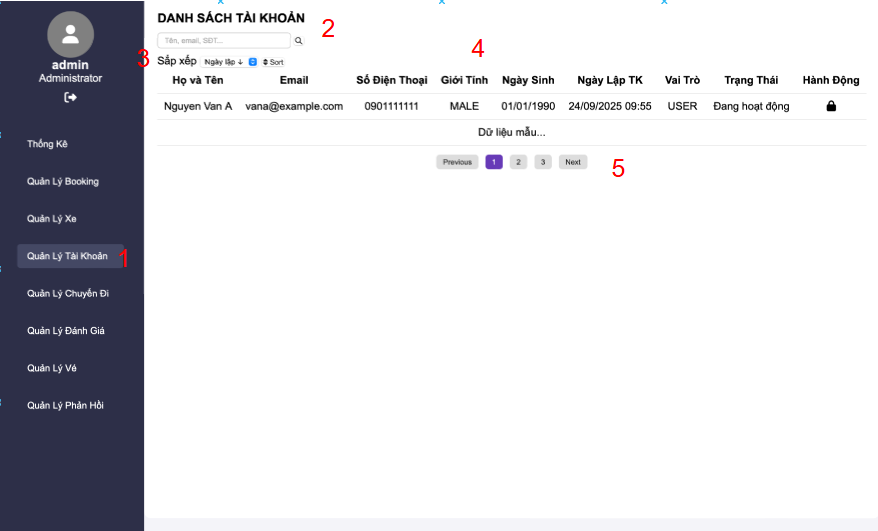 admin
Administrator
Thống Kê
Quản Lý Booking
Quản Lý Xe
Quản Lý Tài Khoản 1
Quản Lý Chuyến Đi
Quản Lý Đánh Giá
Quản Lý Vé
Quản Lý Phản Hồi
DANH SÁCH TÀI KHOẢN
2
Tên, email, SĐT...
3 Sắp xếp Ngày lập ↓ Sort
4
Họ và Tên Email Số Điện Thoại Giới Tính Ngày Sinh Ngày Lập TK Vai Trò Trạng Thái Hành Động
Nguyen Van A vana@example.com 0901111111 MALE 01/01/1990 24/09/2025 09:55 USER Đang hoạt động
Dữ liệu mẫu...
Previous 1 2 3 Next 5